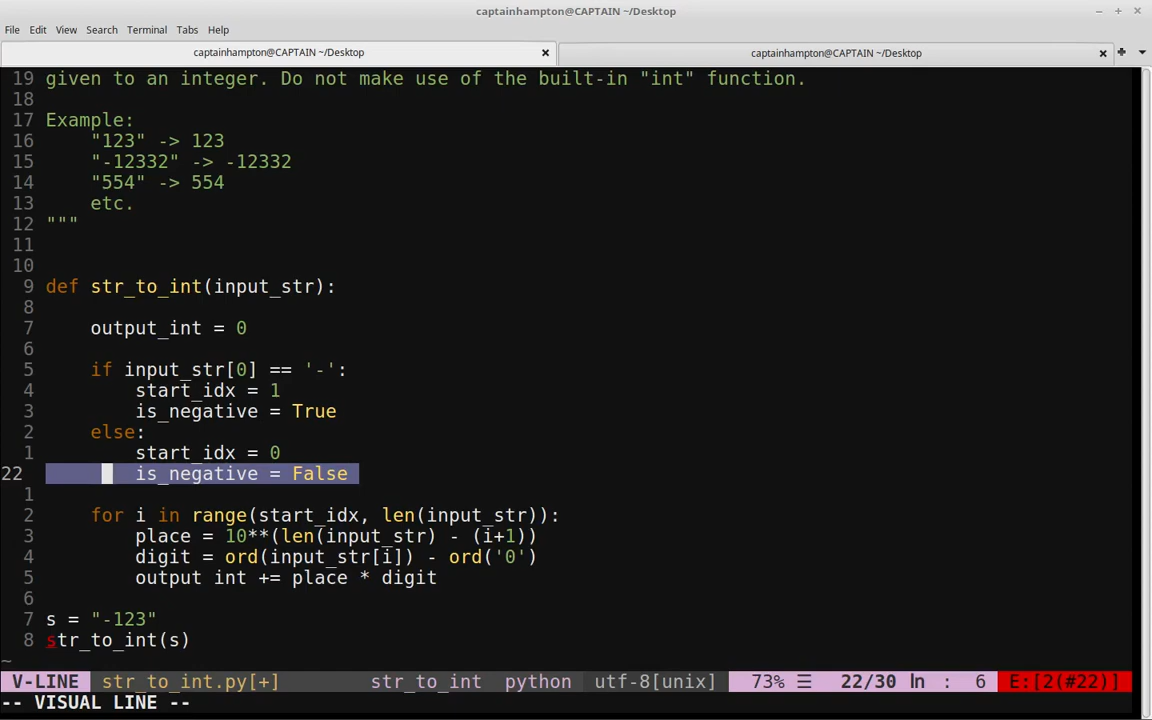 captainhampton@CAPTAIN ~/Desktop
File Edit View Search Terminal Tabs Help
captainhampton@CAPTAIN ~/Desktop captainhampton@CAPTAIN ~/Desktop
19 given to an integer. Do not make use of the built-in "int" function.
18
17 Example:
16 "123" -> 123
15 "-12332" -> -12332
14 "554" -> 554
13 etc.
12 """
11
10
9 def str_to_int(input_str):
8
7 output_int = 0
6
5 if input_str[0] == '-':
4 start_idx = 1
3 is_negative = True
2 else:
1 start_idx = 0
22 is_negative = False
1
2 for i in range(start_idx, len(input_str)):
3 place = 10**(len(input_str) - (i+1))
4 digit = ord(input_str[i]) - ord('0')
5 output int += place * digit
6
7 s = "-123"
8 str_to_int(s)
~
V-LINE str_to_int.py[+] str_to_int python utf-8[unix] 73% ☰ 22/30 ln : 6 E:[2(#22)]
-- VISUAL LINE --